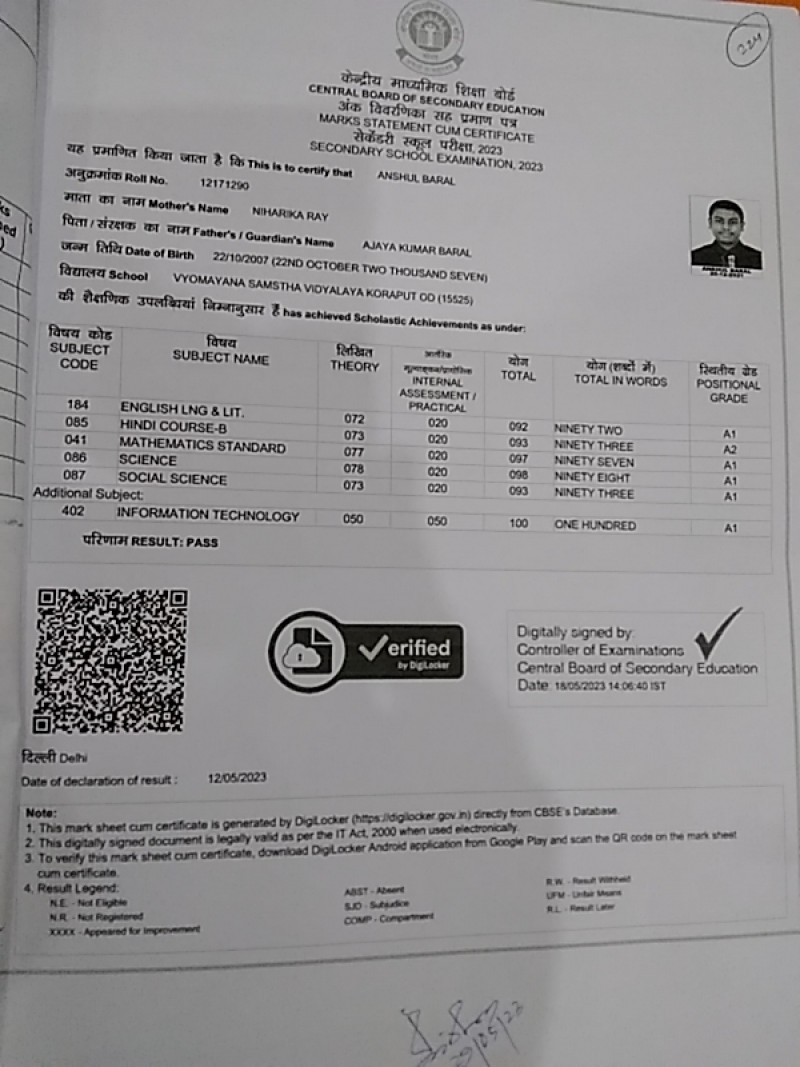 224
केन्द्रीय माध्यमिक शिक्षा बोर्ड
CENTRAL BOARD OF SECONDARY EDUCATION
अंक विवरणिका सह प्रमाण पत्र
MARKS STATEMENT CUM CERTIFICATE
सेकेंडरी स्कूल परीक्षा, 2023
SECONDARY SCHOOL EXAMINATION, 2023
यह प्रमाणित किया जाता है कि This is to certify that ANSHUL BARAL
अनुक्रमांक Roll No. 12171290
माता का नाम Mother's Name NIHARIKA RAY
पिता / संरक्षक का नाम Father's / Guardian's Name AJAYA KUMAR BARAL
जन्म तिथि Date of Birth 22/10/2007 (22ND OCTOBER TWO THOUSAND SEVEN)
विद्यालय School VYOMAYANA SAMSTHA VIDYALAYA KORAPUT OD (15525)
की शैक्षणिक उपलब्धियां निम्नानुसार हैं has achieved Scholastic Achievements as under:
ANSHUL BARAL
विषय कोड SUBJECT CODE विषय SUBJECT NAME लिखित THEORY आंतरिक मूल्याङ्कन/प्रायोगिक INTERNAL ASSESSMENT / PRACTICAL योग TOTAL योग (शब्दों में) TOTAL IN WORDS स्थितीय ग्रेड POSITIONAL GRADE
184 ENGLISH LNG & LIT. 072 020 092 NINETY TWO A1
085 HINDI COURSE-B 073 020 093 NINETY THREE A2
041 MATHEMATICS STANDARD 077 020 097 NINETY SEVEN A1
086 SCIENCE 078 020 098 NINETY EIGHT A1
087 SOCIAL SCIENCE 073 020 093 NINETY THREE A1
Additional Subject:
402 INFORMATION TECHNOLOGY 050 050 100 ONE HUNDRED A1
परिणाम RESULT: PASS
Verified
by DigiLocker
Digitally signed by:
Controller of Examinations
Central Board of Secondary Education
Date: 18/05/2023 14:06:40 IST
दिल्ली Delhi
Date of declaration of result : 12/05/2023
Note:
1. This mark sheet cum certificate is generated by DigiLocker (https://digilocker.gov.in) directly from CBSE's Database.
2. This digitally signed document is legally valid as per the IT Act, 2000 when used electronically.
3. To verify this mark sheet cum certificate, download DigiLocker Android application from Google Play and scan the QR code on the mark sheet
cum certificate.
4. Result Legend:
N.E. - Not Eligible ABST - Absent R.W. - Result Withheld
N.R. - Not Registered SJD - Subjudice UFM - Unfair Means
XXXX - Appeared for Improvement COMP - Compartment R.L. - Result Later